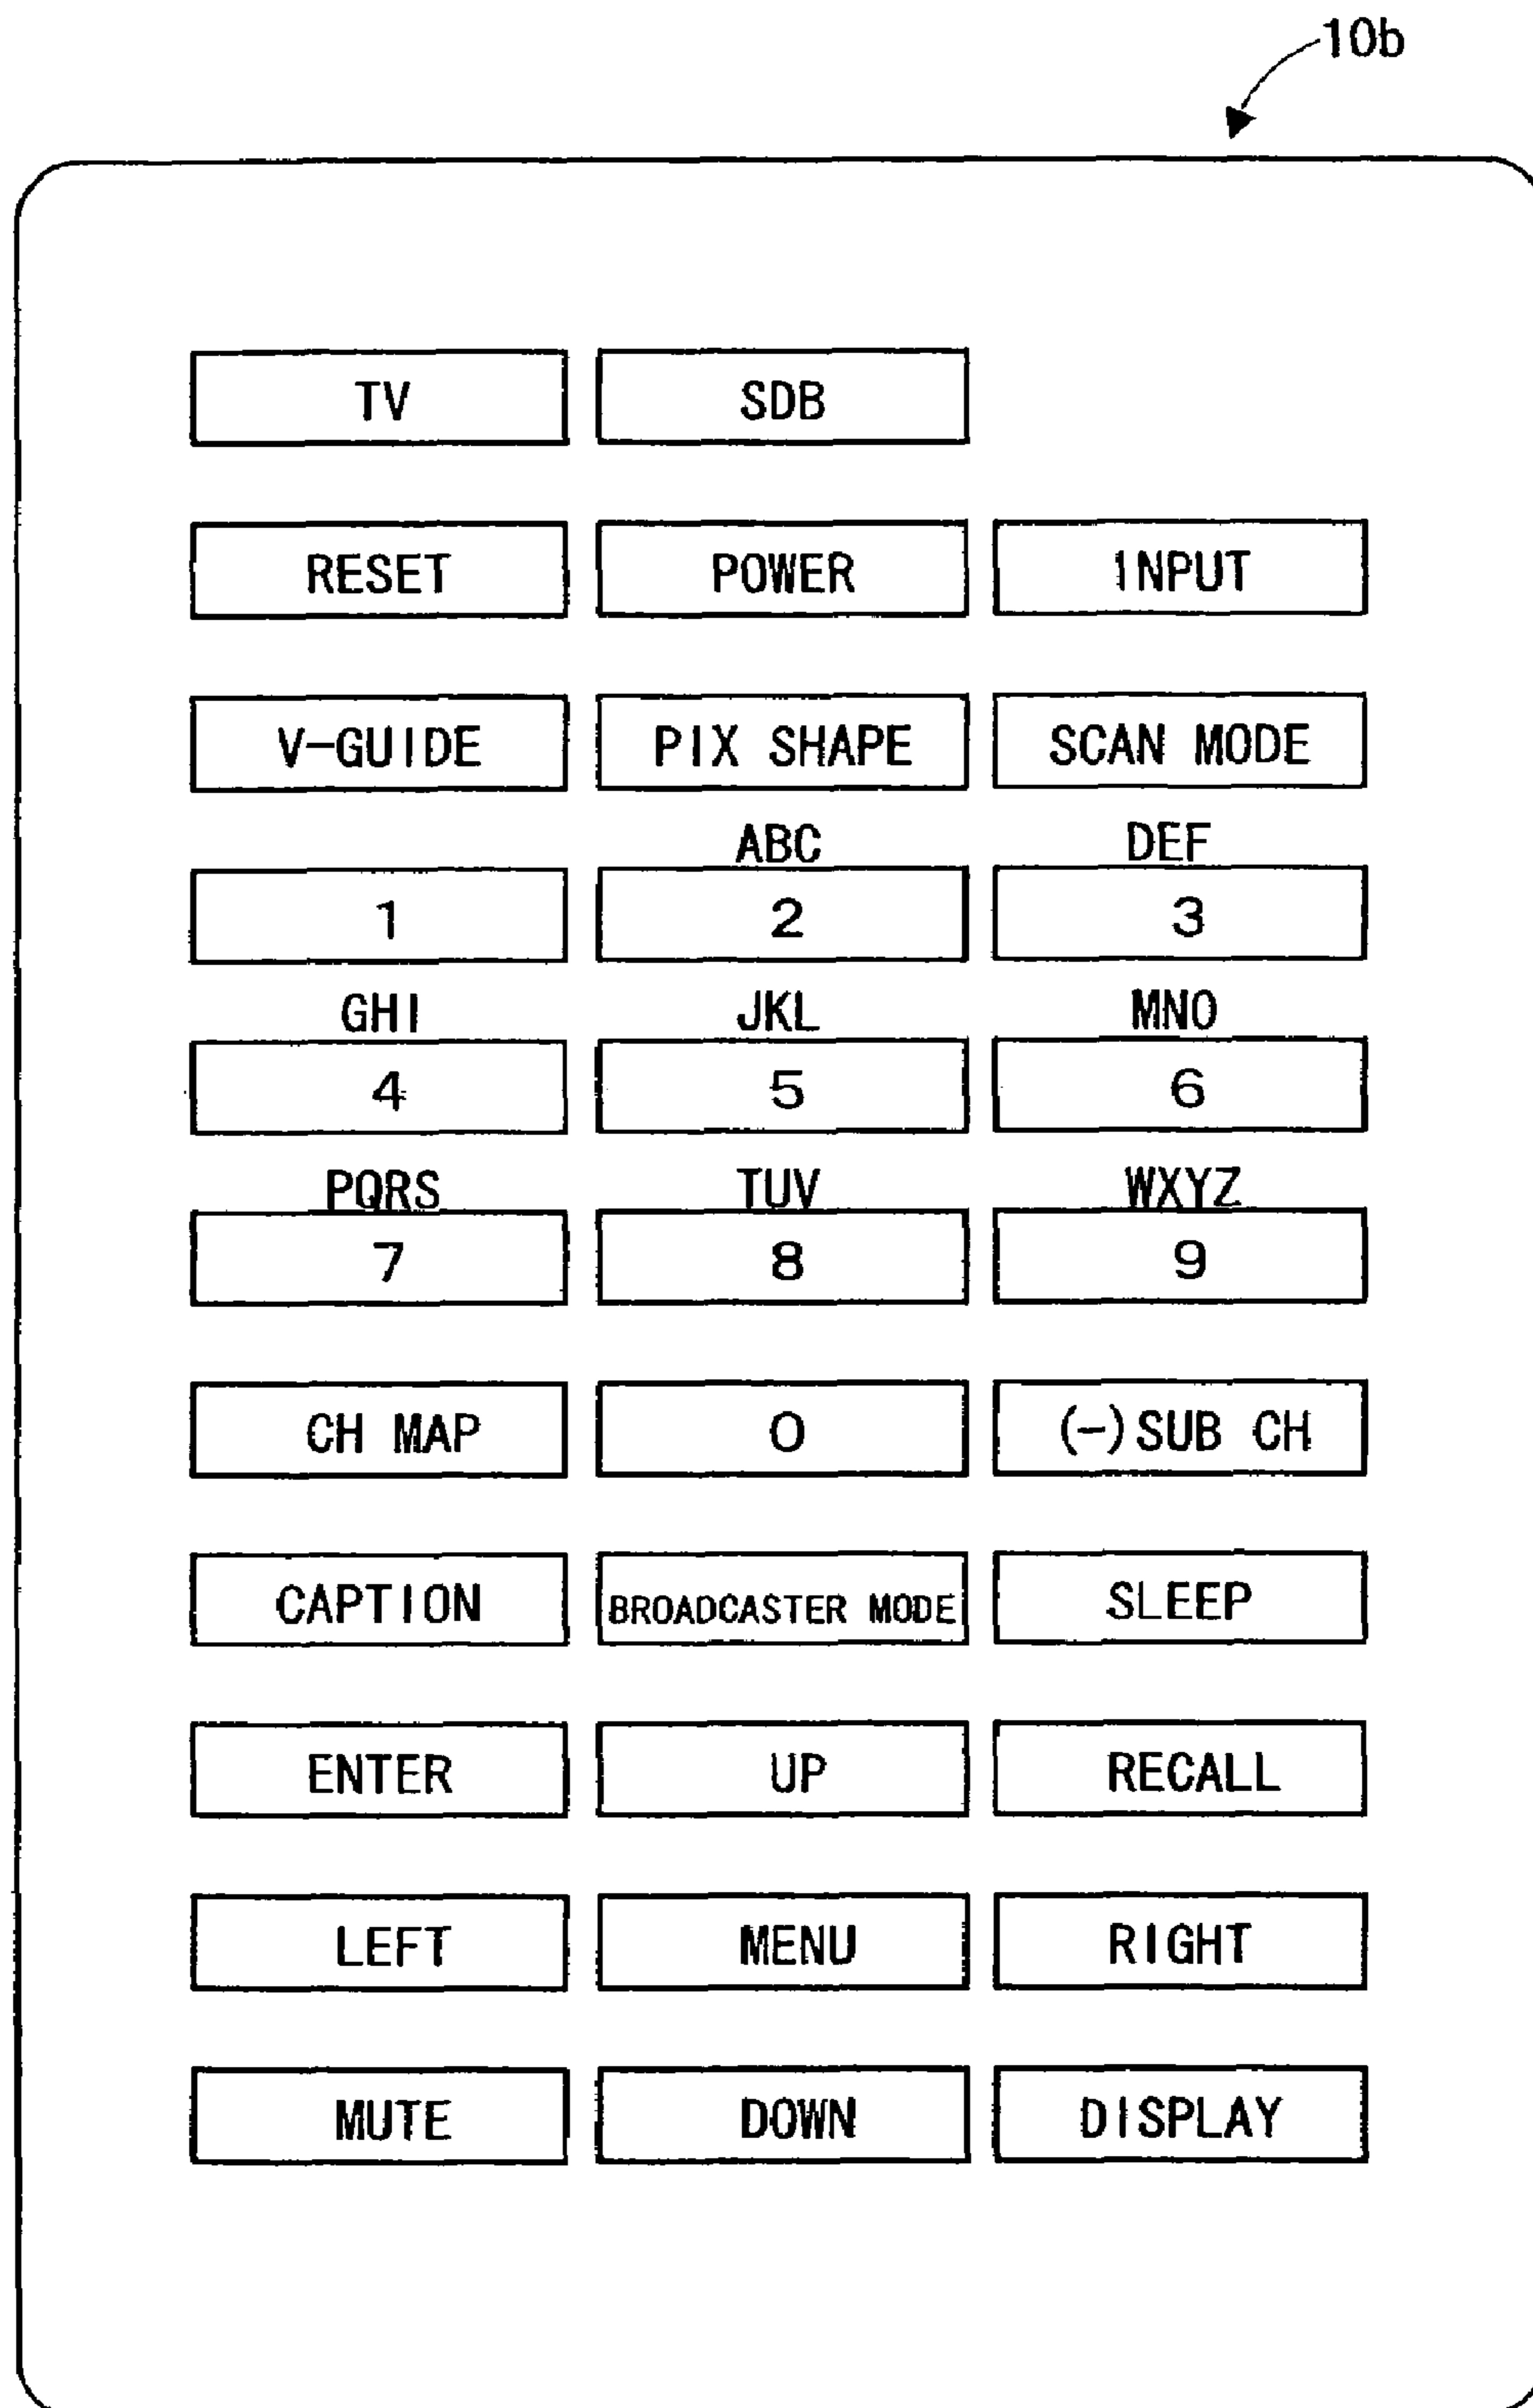 10b
TV SDB
RESET POWER INPUT
V-GUIDE PIX SHAPE SCAN MODE
ABC DEF
1 2 3
GHI JKL MNO
4 5 6
PQRS TUV WXYZ
7 8 9
CH MAP 0 (-)SUB CH
CAPTION BROADCASTER MODE SLEEP
ENTER UP RECALL
LEFT MENU RIGHT
MUTE DOWN DISPLAY